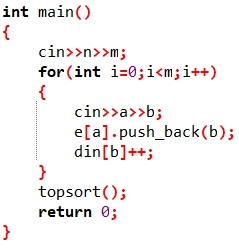 int main()
{
    cin>>n>>m;
    for(int i=0;i<m;i++)
    {
        cin>>a>>b;
        e[a].push_back(b);
        din[b]++;
    }
    topsort();
    return 0;
}